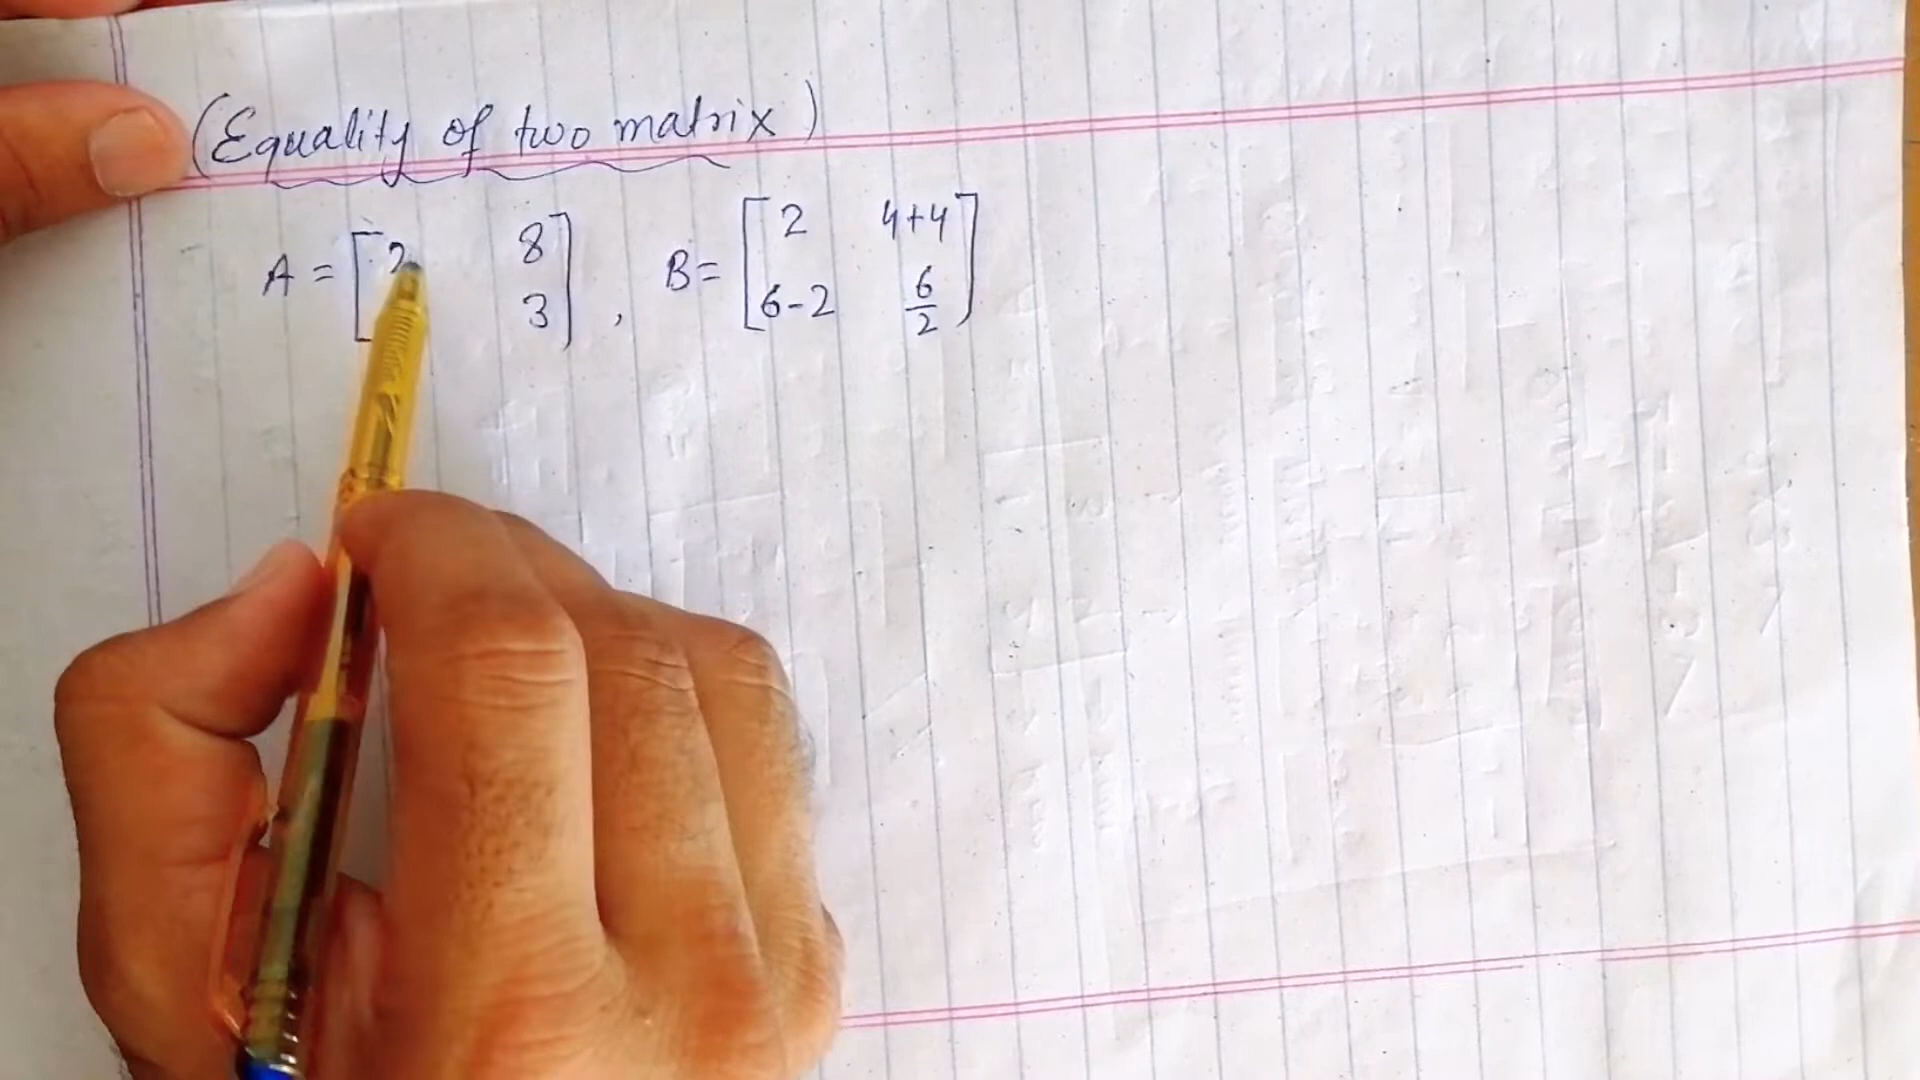 (Equality of two matrix)
A = [2 8
3] , B= [2 4+4
6-2 6/2]